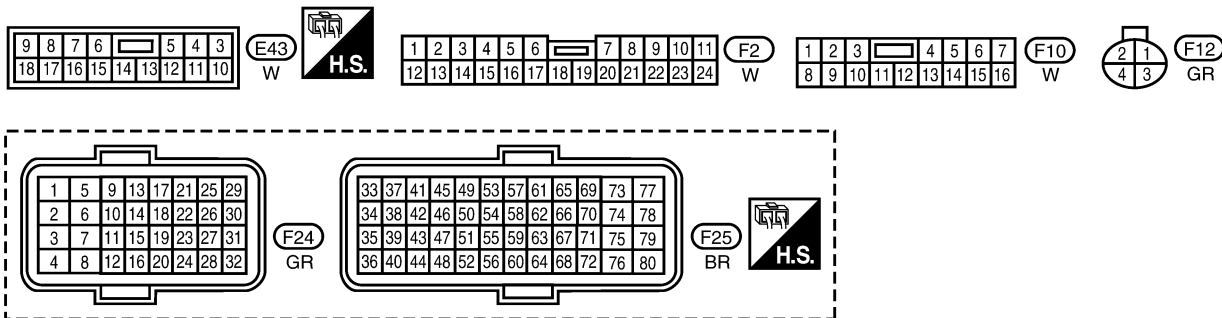 9 8 7 6 5 4 3 E43 H.S. 1 2 3 4 5 6 7 8 9 10 11 F2 1 2 3 4 5 6 7 F10 2 1 F12
18 17 16 15 14 13 12 11 10 W 12 13 14 15 16 17 18 19 20 21 22 23 24 W 8 9 10 11 12 13 14 15 16 W 4 3 GR
1 5 9 13 17 21 25 29 33 37 41 45 49 53 57 61 65 69 73 77
2 6 10 14 18 22 26 30 34 38 42 46 50 54 58 62 66 70 74 78
3 7 11 15 19 23 27 31 F24 35 39 43 47 51 55 59 63 67 71 75 79 F25
4 8 12 16 20 24 28 32 GR 36 40 44 48 52 56 60 64 68 72 76 80 BR H.S.